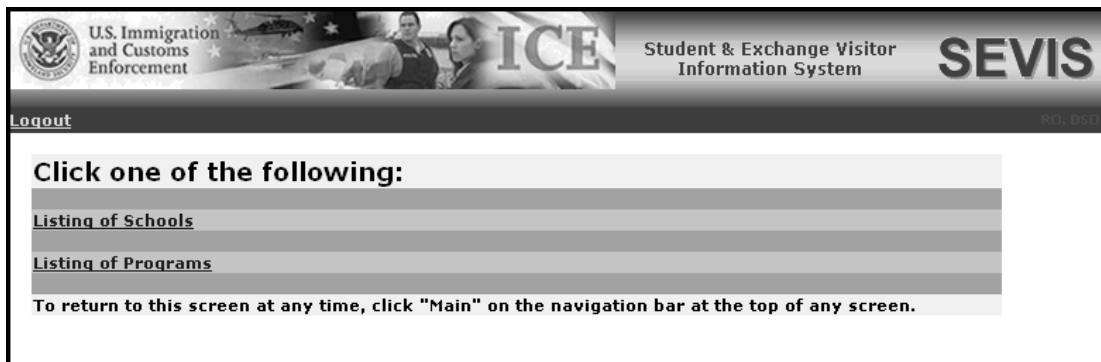 U.S. Immigration
and Customs
Enforcement
ICE
Student & Exchange Visitor
Information System
SEVIS
Logout
RO, DSO
Click one of the following:
Listing of Schools
Listing of Programs
To return to this screen at any time, click "Main" on the navigation bar at the top of any screen.